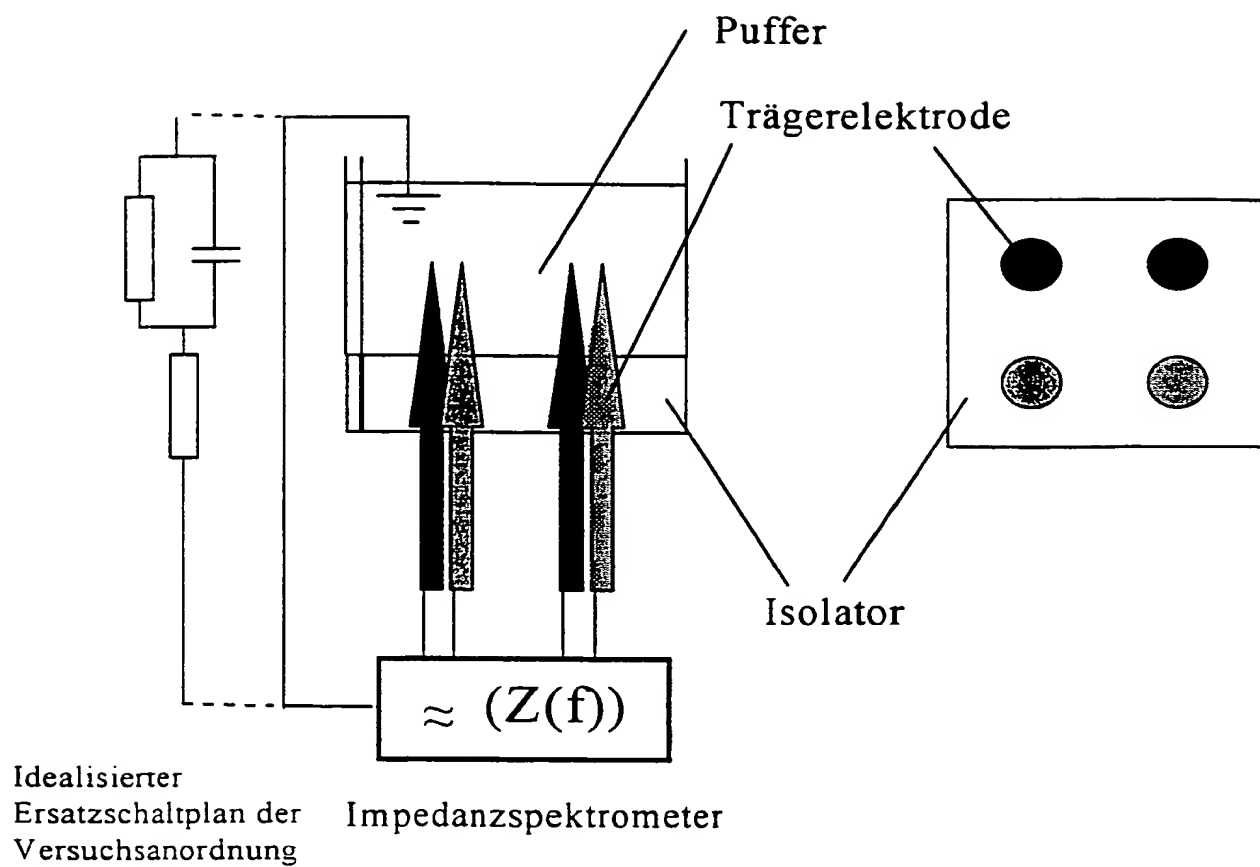 Puffer
Trägerelektrode
Isolator
≈ (Z(f))
Idealisierter
Ersatzschaltplan der
Versuchsanordnung
Impedanzspektrometer